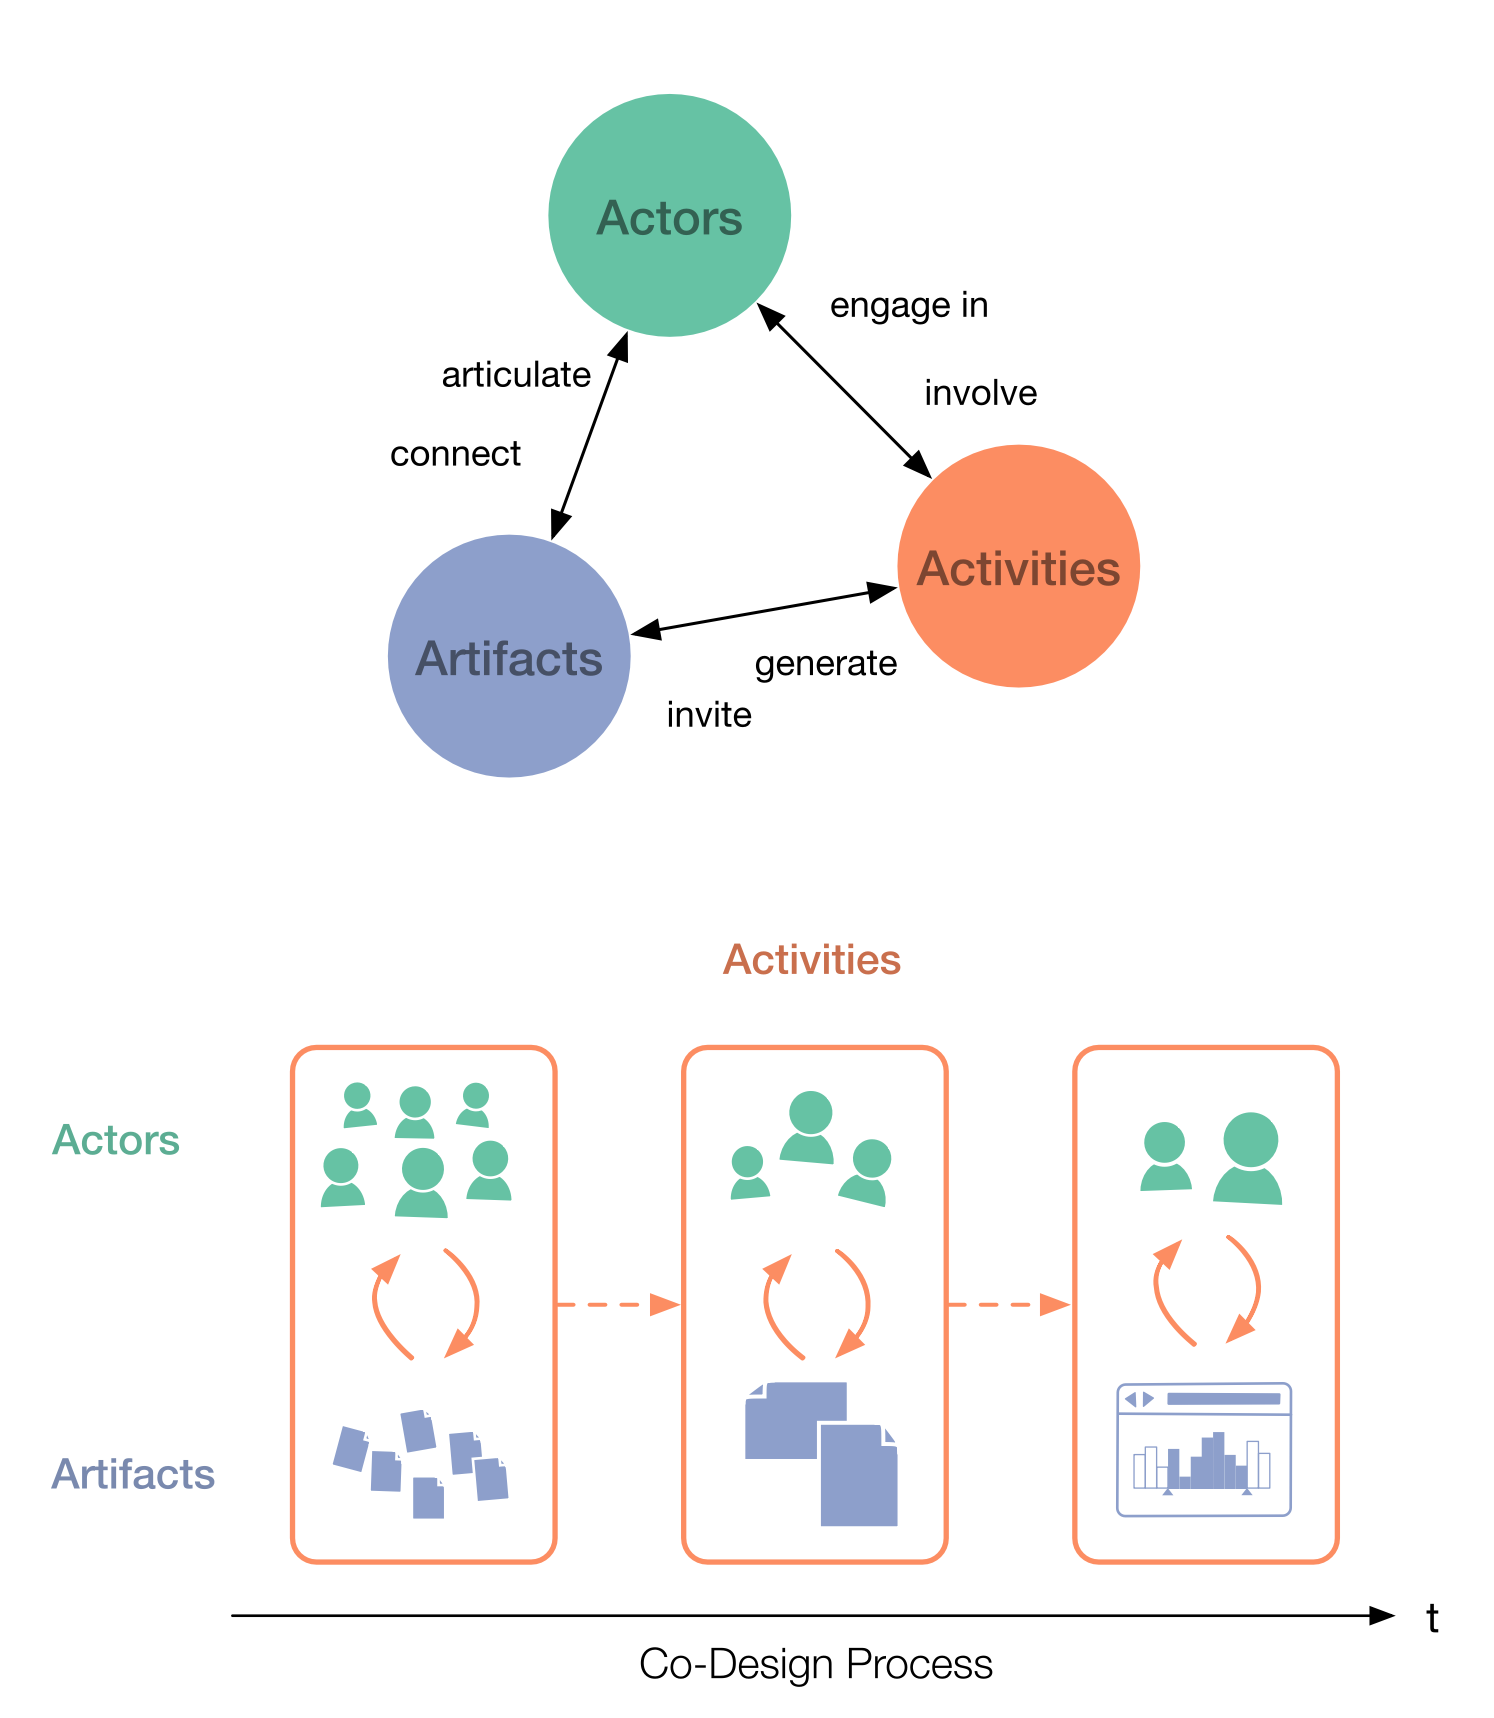 Actors
engage in
articulate
involve
connect
Activities
Artifacts
generate
invite
Activities
Actors
Artifacts
t
Co-Design Process